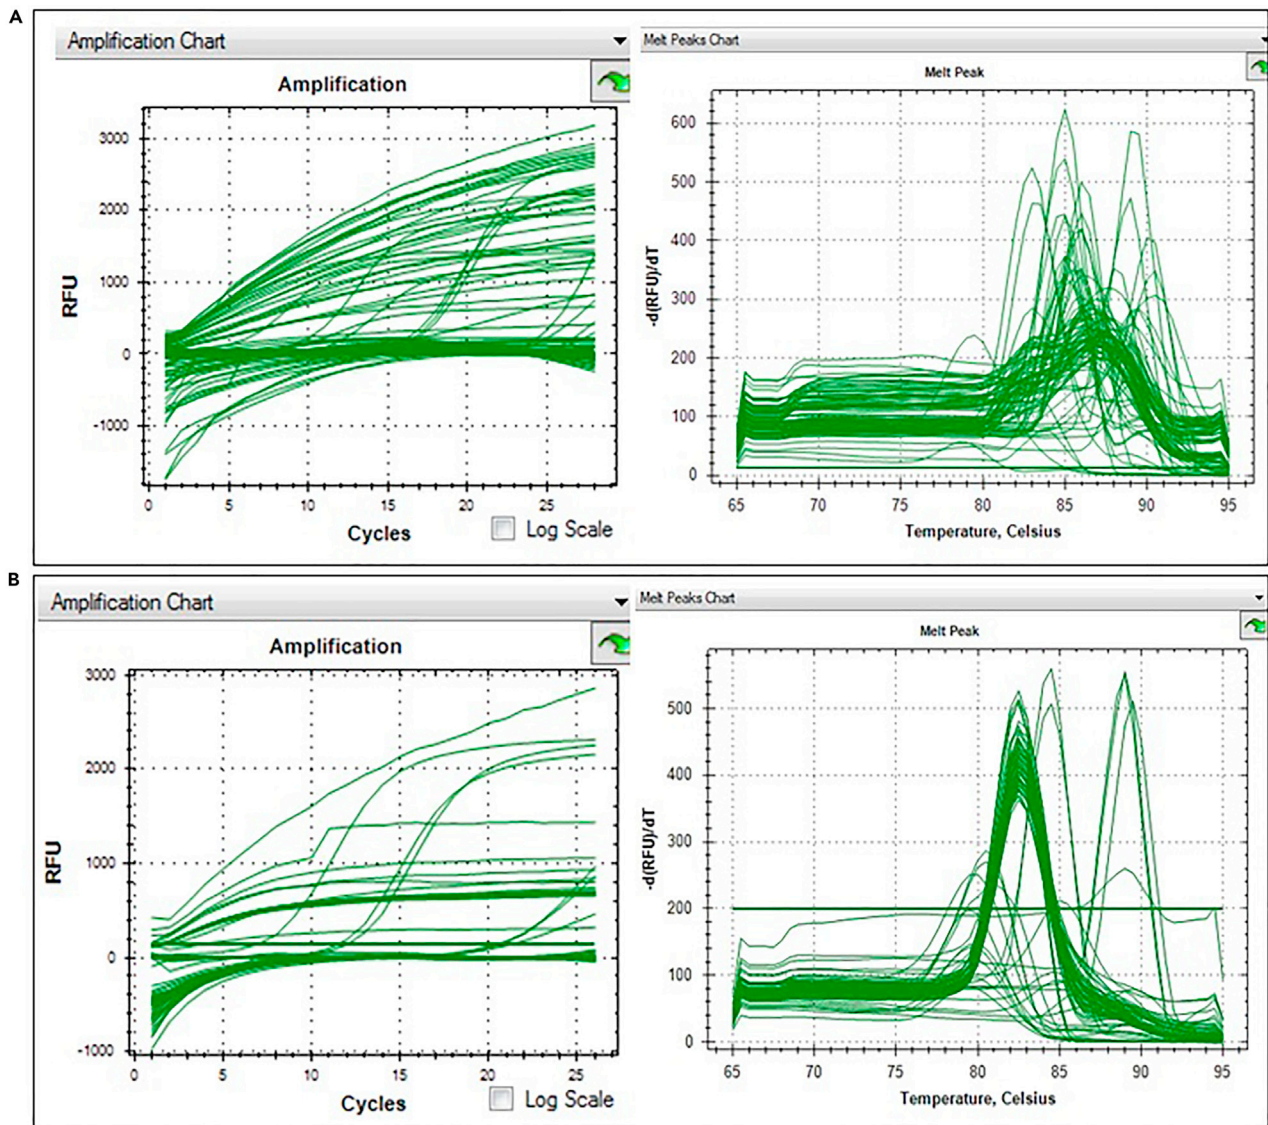 A
Amplification Chart
Amplification
RFU
3000
2000
1000
0
-1000
0 5 10 15 20 25
Cycles
Log Scale
Melt Peaks Chart
Melt Peak
-d(RFU)/dT
600
500
400
300
200
100
0
65 70 75 80 85 90 95
Temperature, Celsius
B
Amplification Chart
Amplification
RFU
3000
2000
1000
0
-1000
0 5 10 15 20 25
Cycles
Log Scale
Melt Peaks Chart
Melt Peak
-d(RFU)/dT
500
400
300
200
100
0
65 70 75 80 85 90 95
Temperature, Celsius